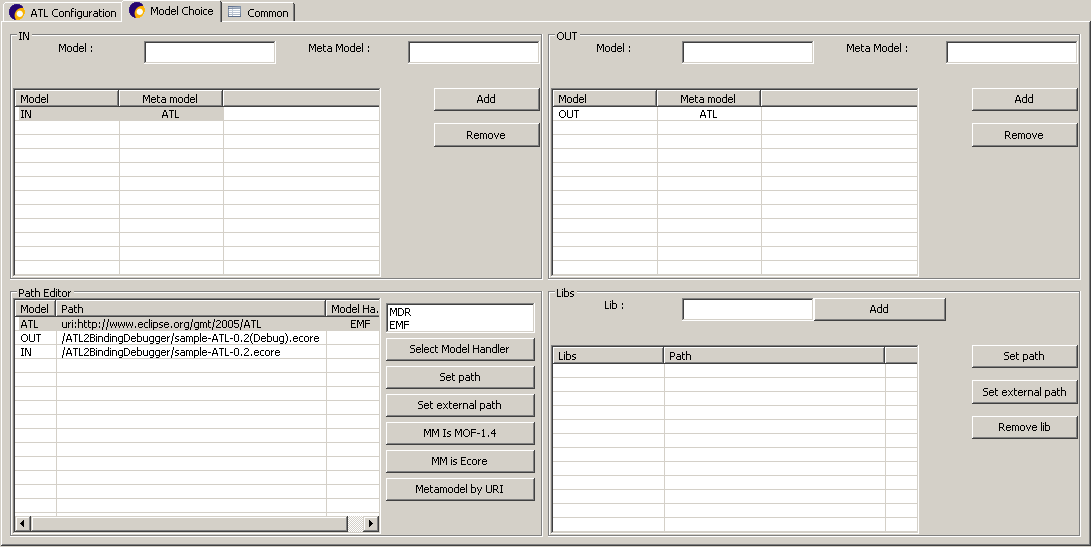 ATL Configuration Model Choice Common
IN
Model : Meta Model :
Model Meta model
IN ATL
Add
Remove
OUT
Model : Meta Model :
Model Meta model
OUT ATL
Add
Remove
Path Editor
Model Path Model Ha.
ATL uri:http://www.eclipse.org/gmt/2005/ATL EMF
OUT /ATL2BindingDebugger/sample-ATL-0.2(Debug).ecore
IN /ATL2BindingDebugger/sample-ATL-0.2.ecore
MDR
EMF
Select Model Handler
Set path
Set external path
MM Is MOF-1.4
MM is Ecore
Metamodel by URI
Libs
Lib : Add
Libs Path
Set path
Set external path
Remove lib